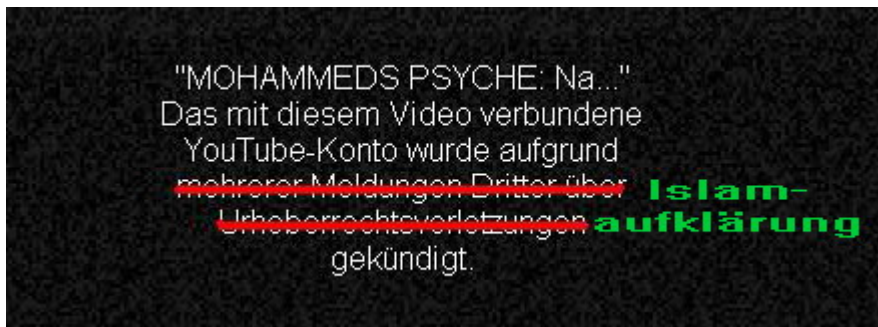 "MOHAMMEDS PSYCHE: Na..."
Das mit diesem Video verbundene
YouTube-Konto wurde aufgrund
mehrerer Meldungen Dritter über Islam-
Urheberrechtsverletzungen aufklärung
gekündigt.